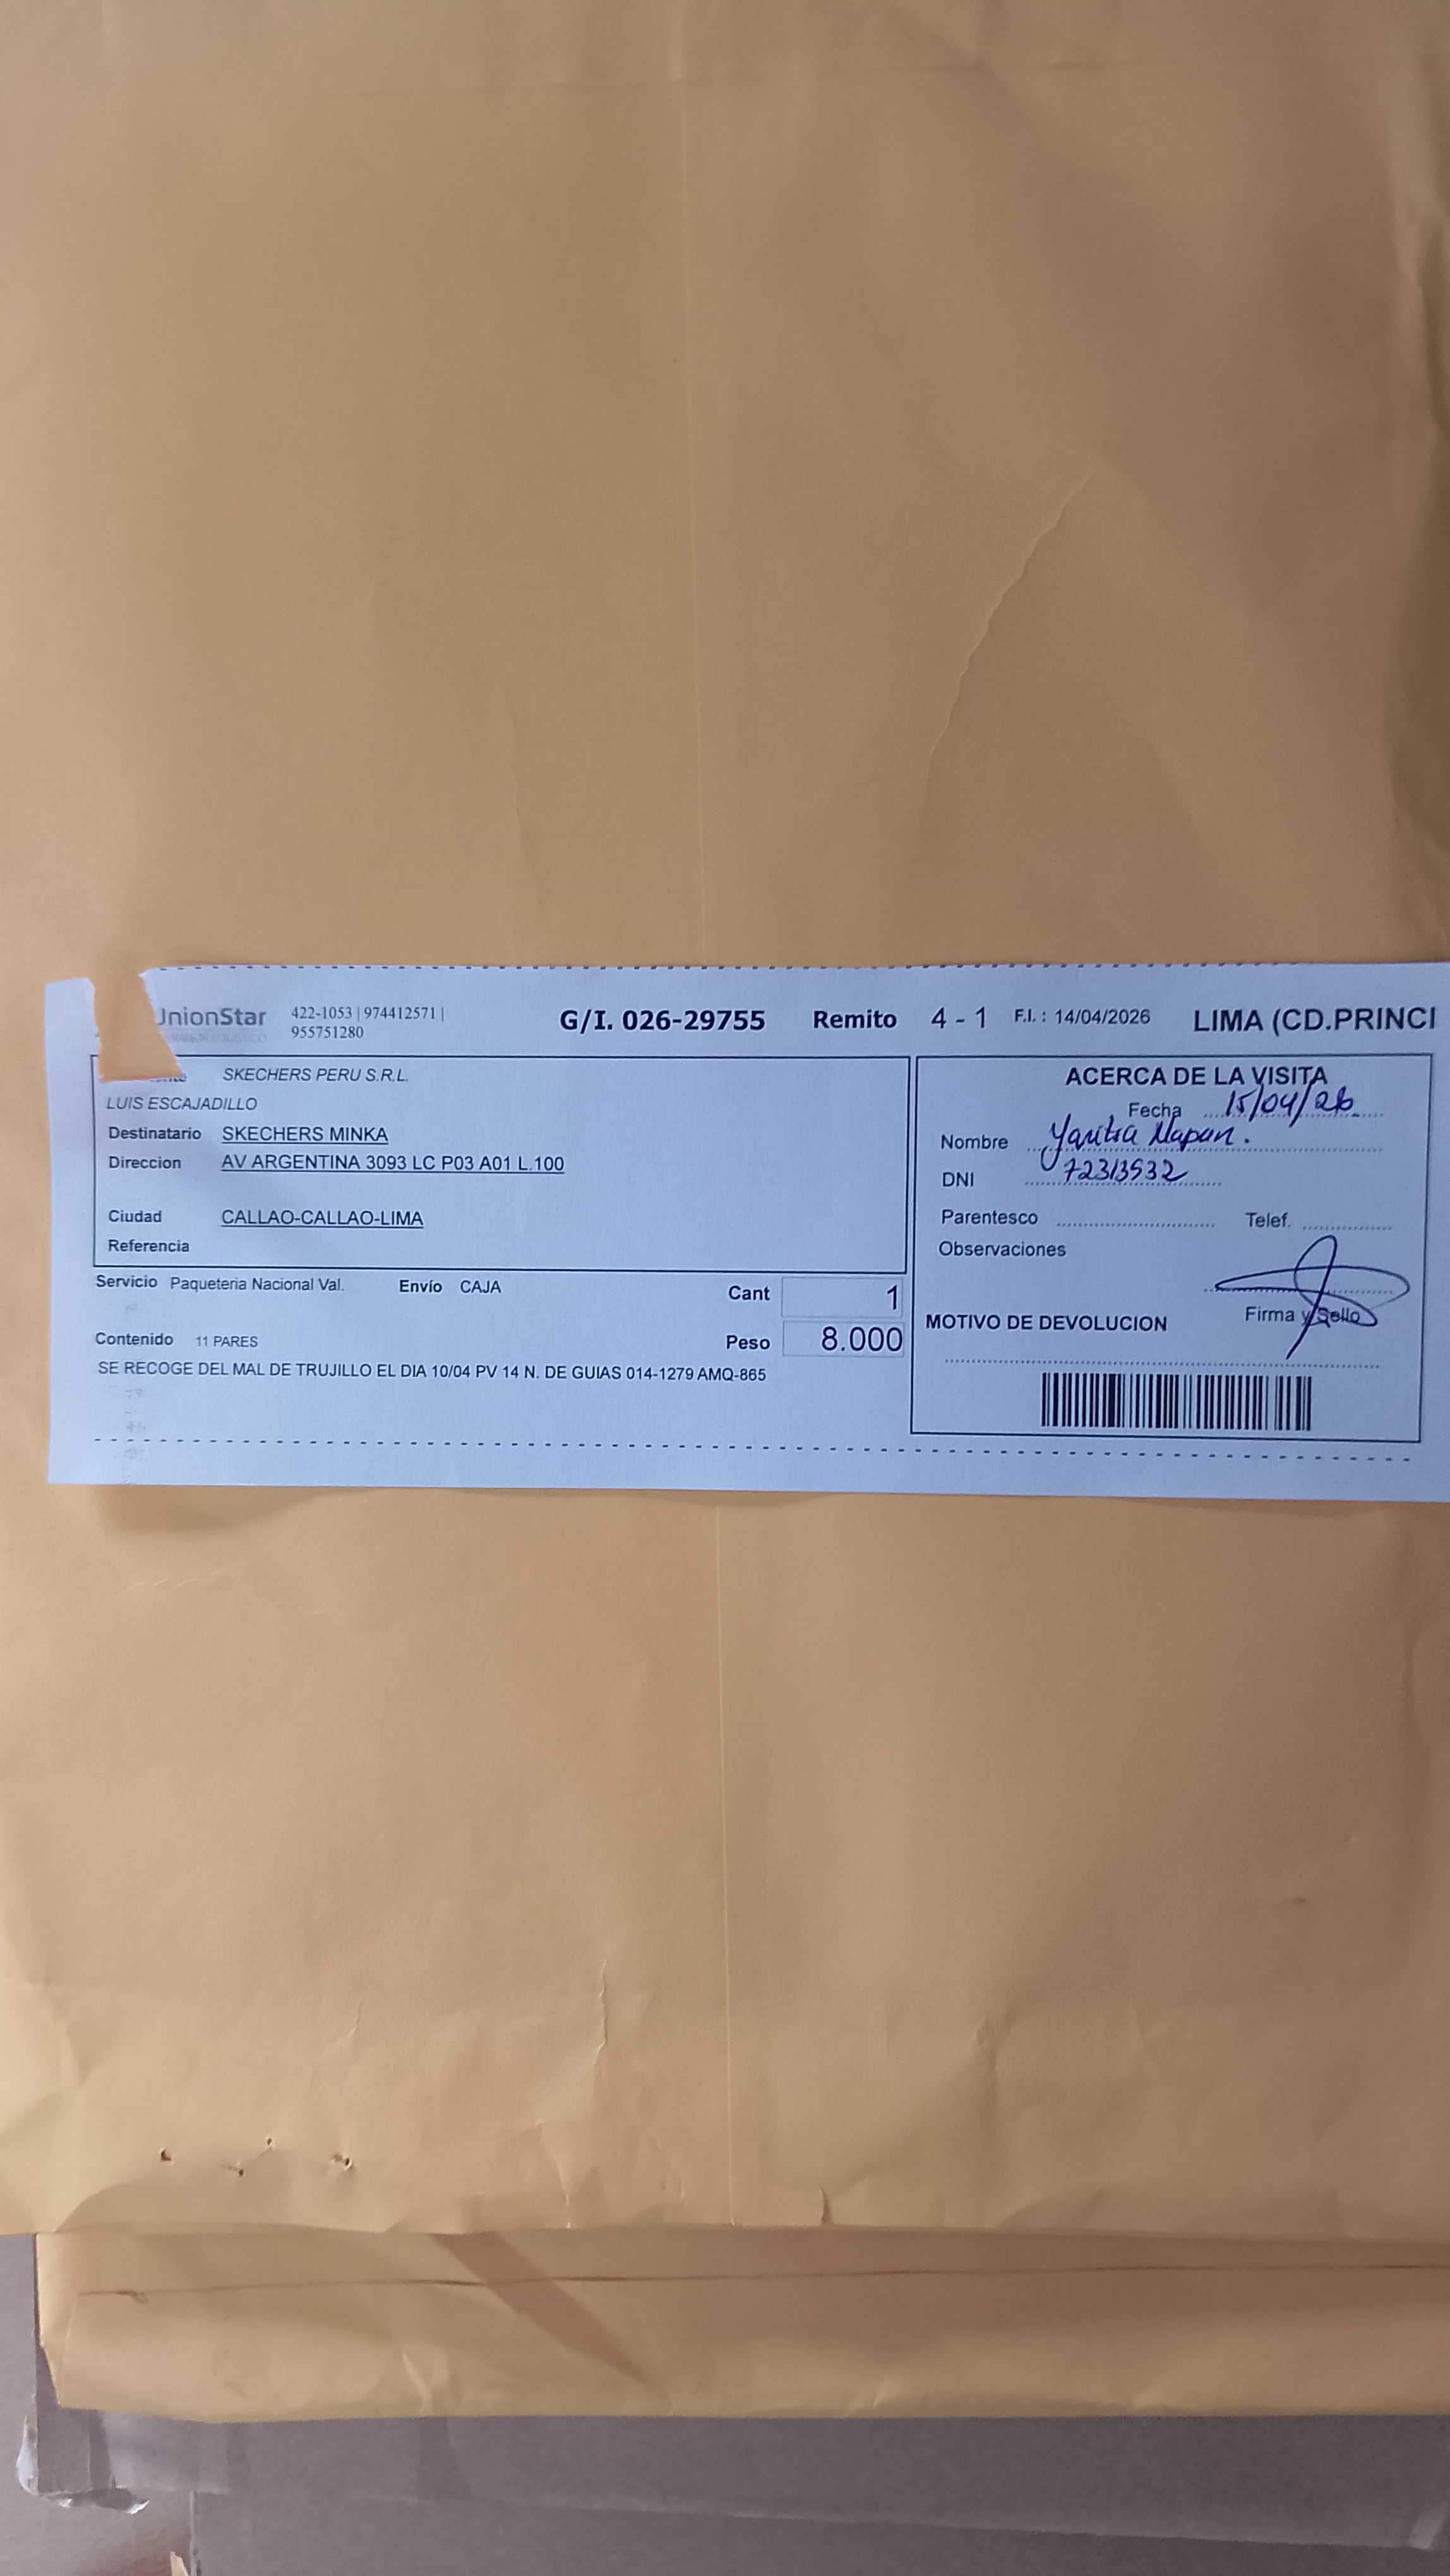 UnionStar 422-1053 | 974412571 | 955751280 G/I. 026-29755 Remito 4 - 1 F.I. : 14/04/2026 LIMA (CD.PRINCI
SKECHERS PERU S.R.L.
LUIS ESCAJADILLO
Destinatario SKECHERS MINKA
Direccion AV ARGENTINA 3093 LC P03 A01 L.100
Ciudad CALLAO-CALLAO-LIMA
Referencia
Servicio Paqueteria Nacional Val. Envío CAJA Cant 1
Contenido 11 PARES Peso 8.000
SE RECOGE DEL MAL DE TRUJILLO EL DIA 10/04 PV 14 N. DE GUIAS 014-1279 AMQ-865
ACERCA DE LA VISITA
Fecha 15/04/26
Nombre
DNI 72313532
Parentesco Telef.
Observaciones
Firma y Sello
MOTIVO DE DEVOLUCION